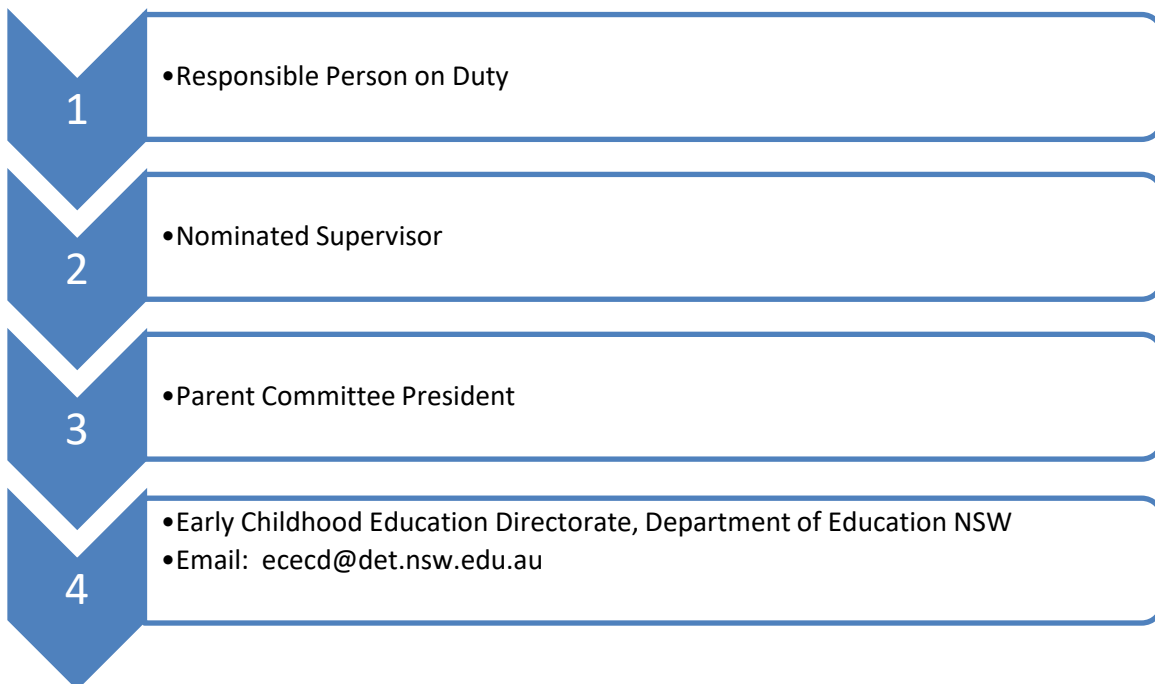 1
•Responsible Person on Duty
2
•Nominated Supervisor
3
•Parent Committee President
4
•Early Childhood Education Directorate, Department of Education NSW
•Email:  ececd@det.nsw.edu.au